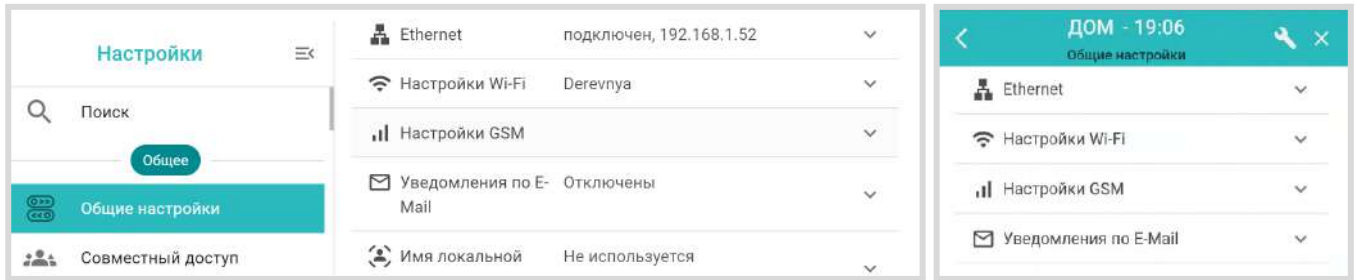 Настройки
Поиск
Общее
Общие настройки
Совместный доступ
Ethernet подключен, 192.168.1.52
Настройки Wi-Fi Derevnya
Настройки GSM
Уведомления по E- Отключены
Mail
Имя локальной Не используется
ДОМ - 19:06
Общие настройки
Ethernet
Настройки Wi-Fi
Настройки GSM
Уведомления по E-Mail